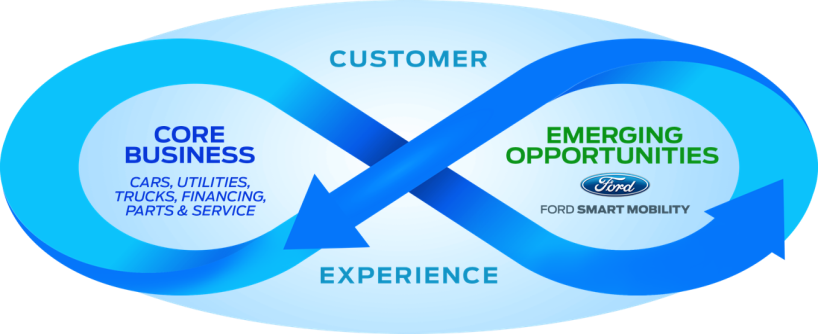 CUSTOMER
CORE
BUSINESS
CARS, UTILITIES,
TRUCKS, FINANCING,
PARTS & SERVICE
EMERGING
OPPORTUNITIES
Ford
FORD SMART MOBILITY
EXPERIENCE